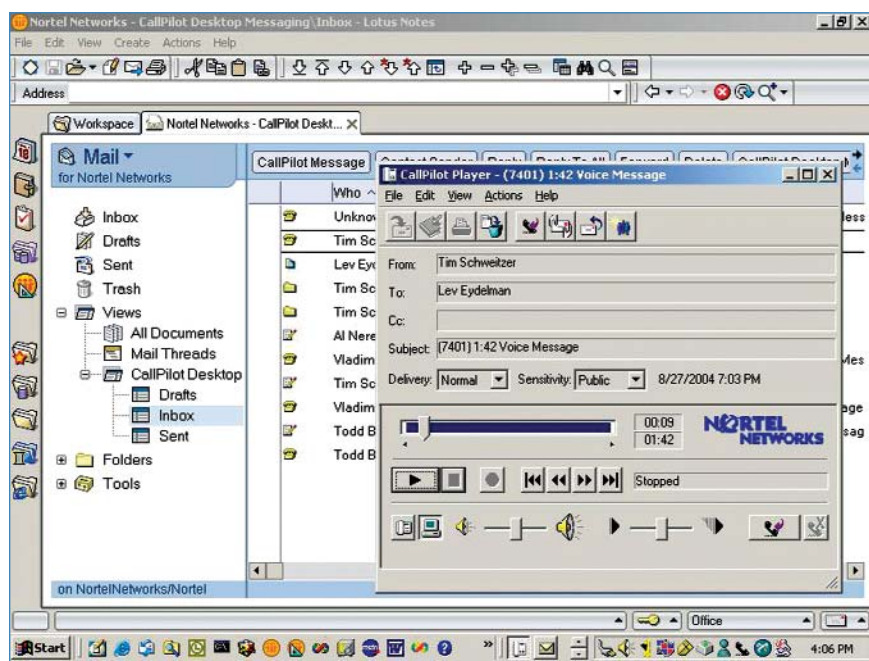 Nortel Networks - CallPilot Desktop Messaging\Inbox - Lotus Notes
File Edit View Create Actions Help
Address
Workspace
Nortel Networks - CallPilot Deskt...
Mail
for Nortel Networks
Inbox
Drafts
Sent
Trash
Views
All Documents
Mail Threads
CallPilot Desktop
Drafts
Inbox
Sent
Folders
Tools
on NortelNetworks/Nortel
CallPilot Message
Who
Unknov
Tim Sc
Lev Eyd
Tim Sc
Tim Sc
Al Nere
Vladim
Tim Sc
Vladim
Todd B
Todd B
CallPilot Player - (7401) 1:42 Voice Message
File Edit View Actions Help
From: Tim Schweitzer
To: Lev Eydelman
Cc:
Subject: (7401) 1:42 Voice Message
Delivery: Normal Sensitivity: Public 8/27/2004 7:03 PM
00:09
01:42
NORTEL NETWORKS
Stopped
Office
Start
4:06 PM